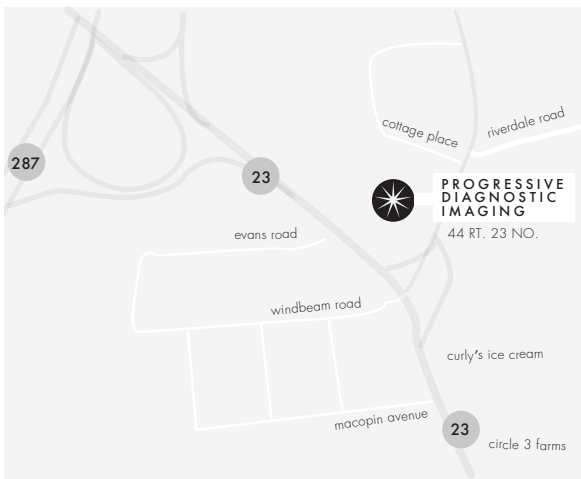 cottage place
riverdale road
287
23
PROGRESSIVE
DIAGNOSTIC
IMAGING
44 RT. 23 NO.
evans road
windbeam road
curly's ice cream
macopin avenue
23
circle 3 farms